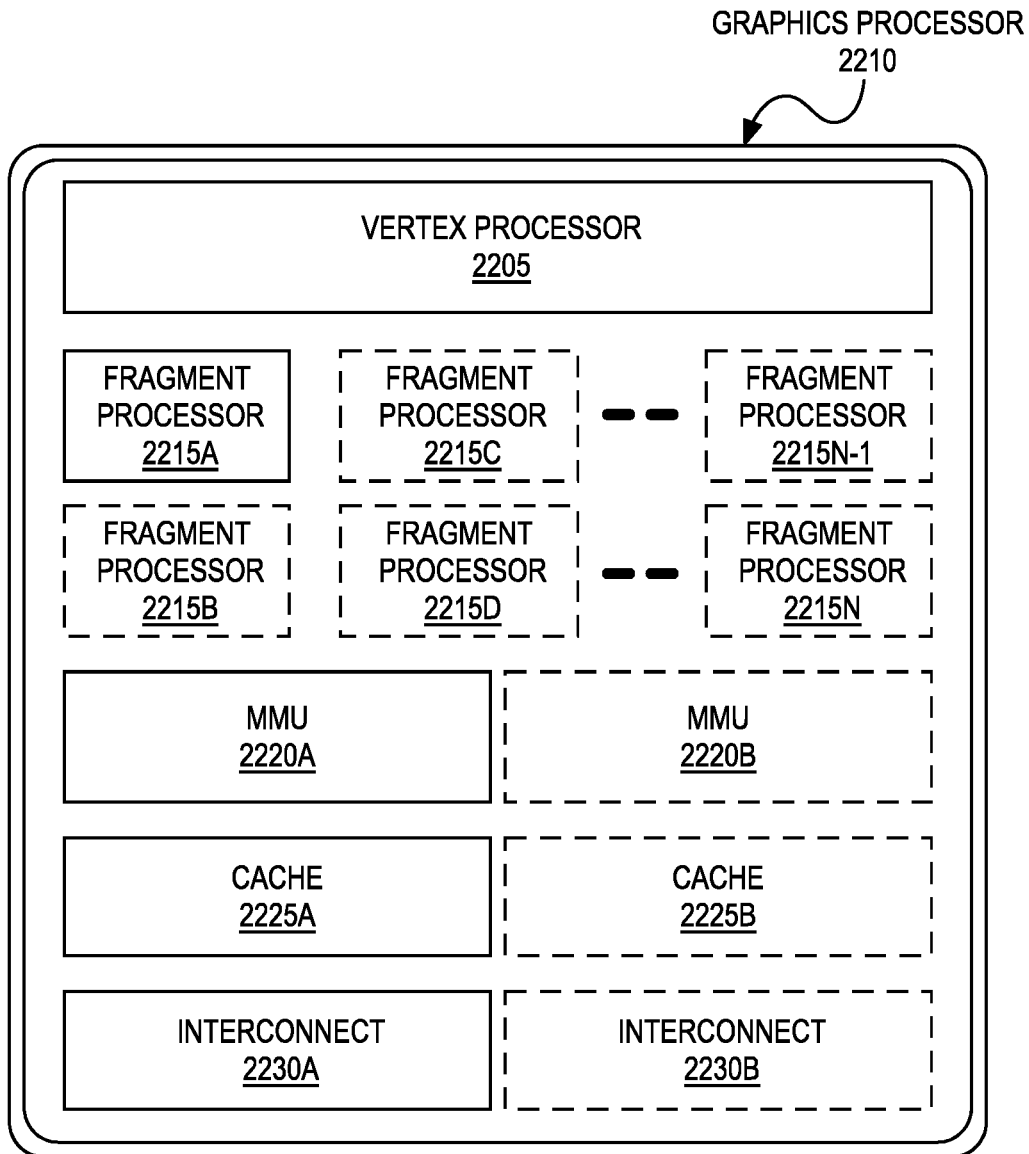 GRAPHICS PROCESSOR
2210
VERTEX PROCESSOR
2205
FRAGMENT
PROCESSOR
2215A
FRAGMENT
PROCESSOR
2215C
FRAGMENT
PROCESSOR
2215N-1
FRAGMENT
PROCESSOR
2215B
FRAGMENT
PROCESSOR
2215D
FRAGMENT
PROCESSOR
2215N
MMU
2220A
MMU
2220B
CACHE
2225A
CACHE
2225B
INTERCONNECT
2230A
INTERCONNECT
2230B